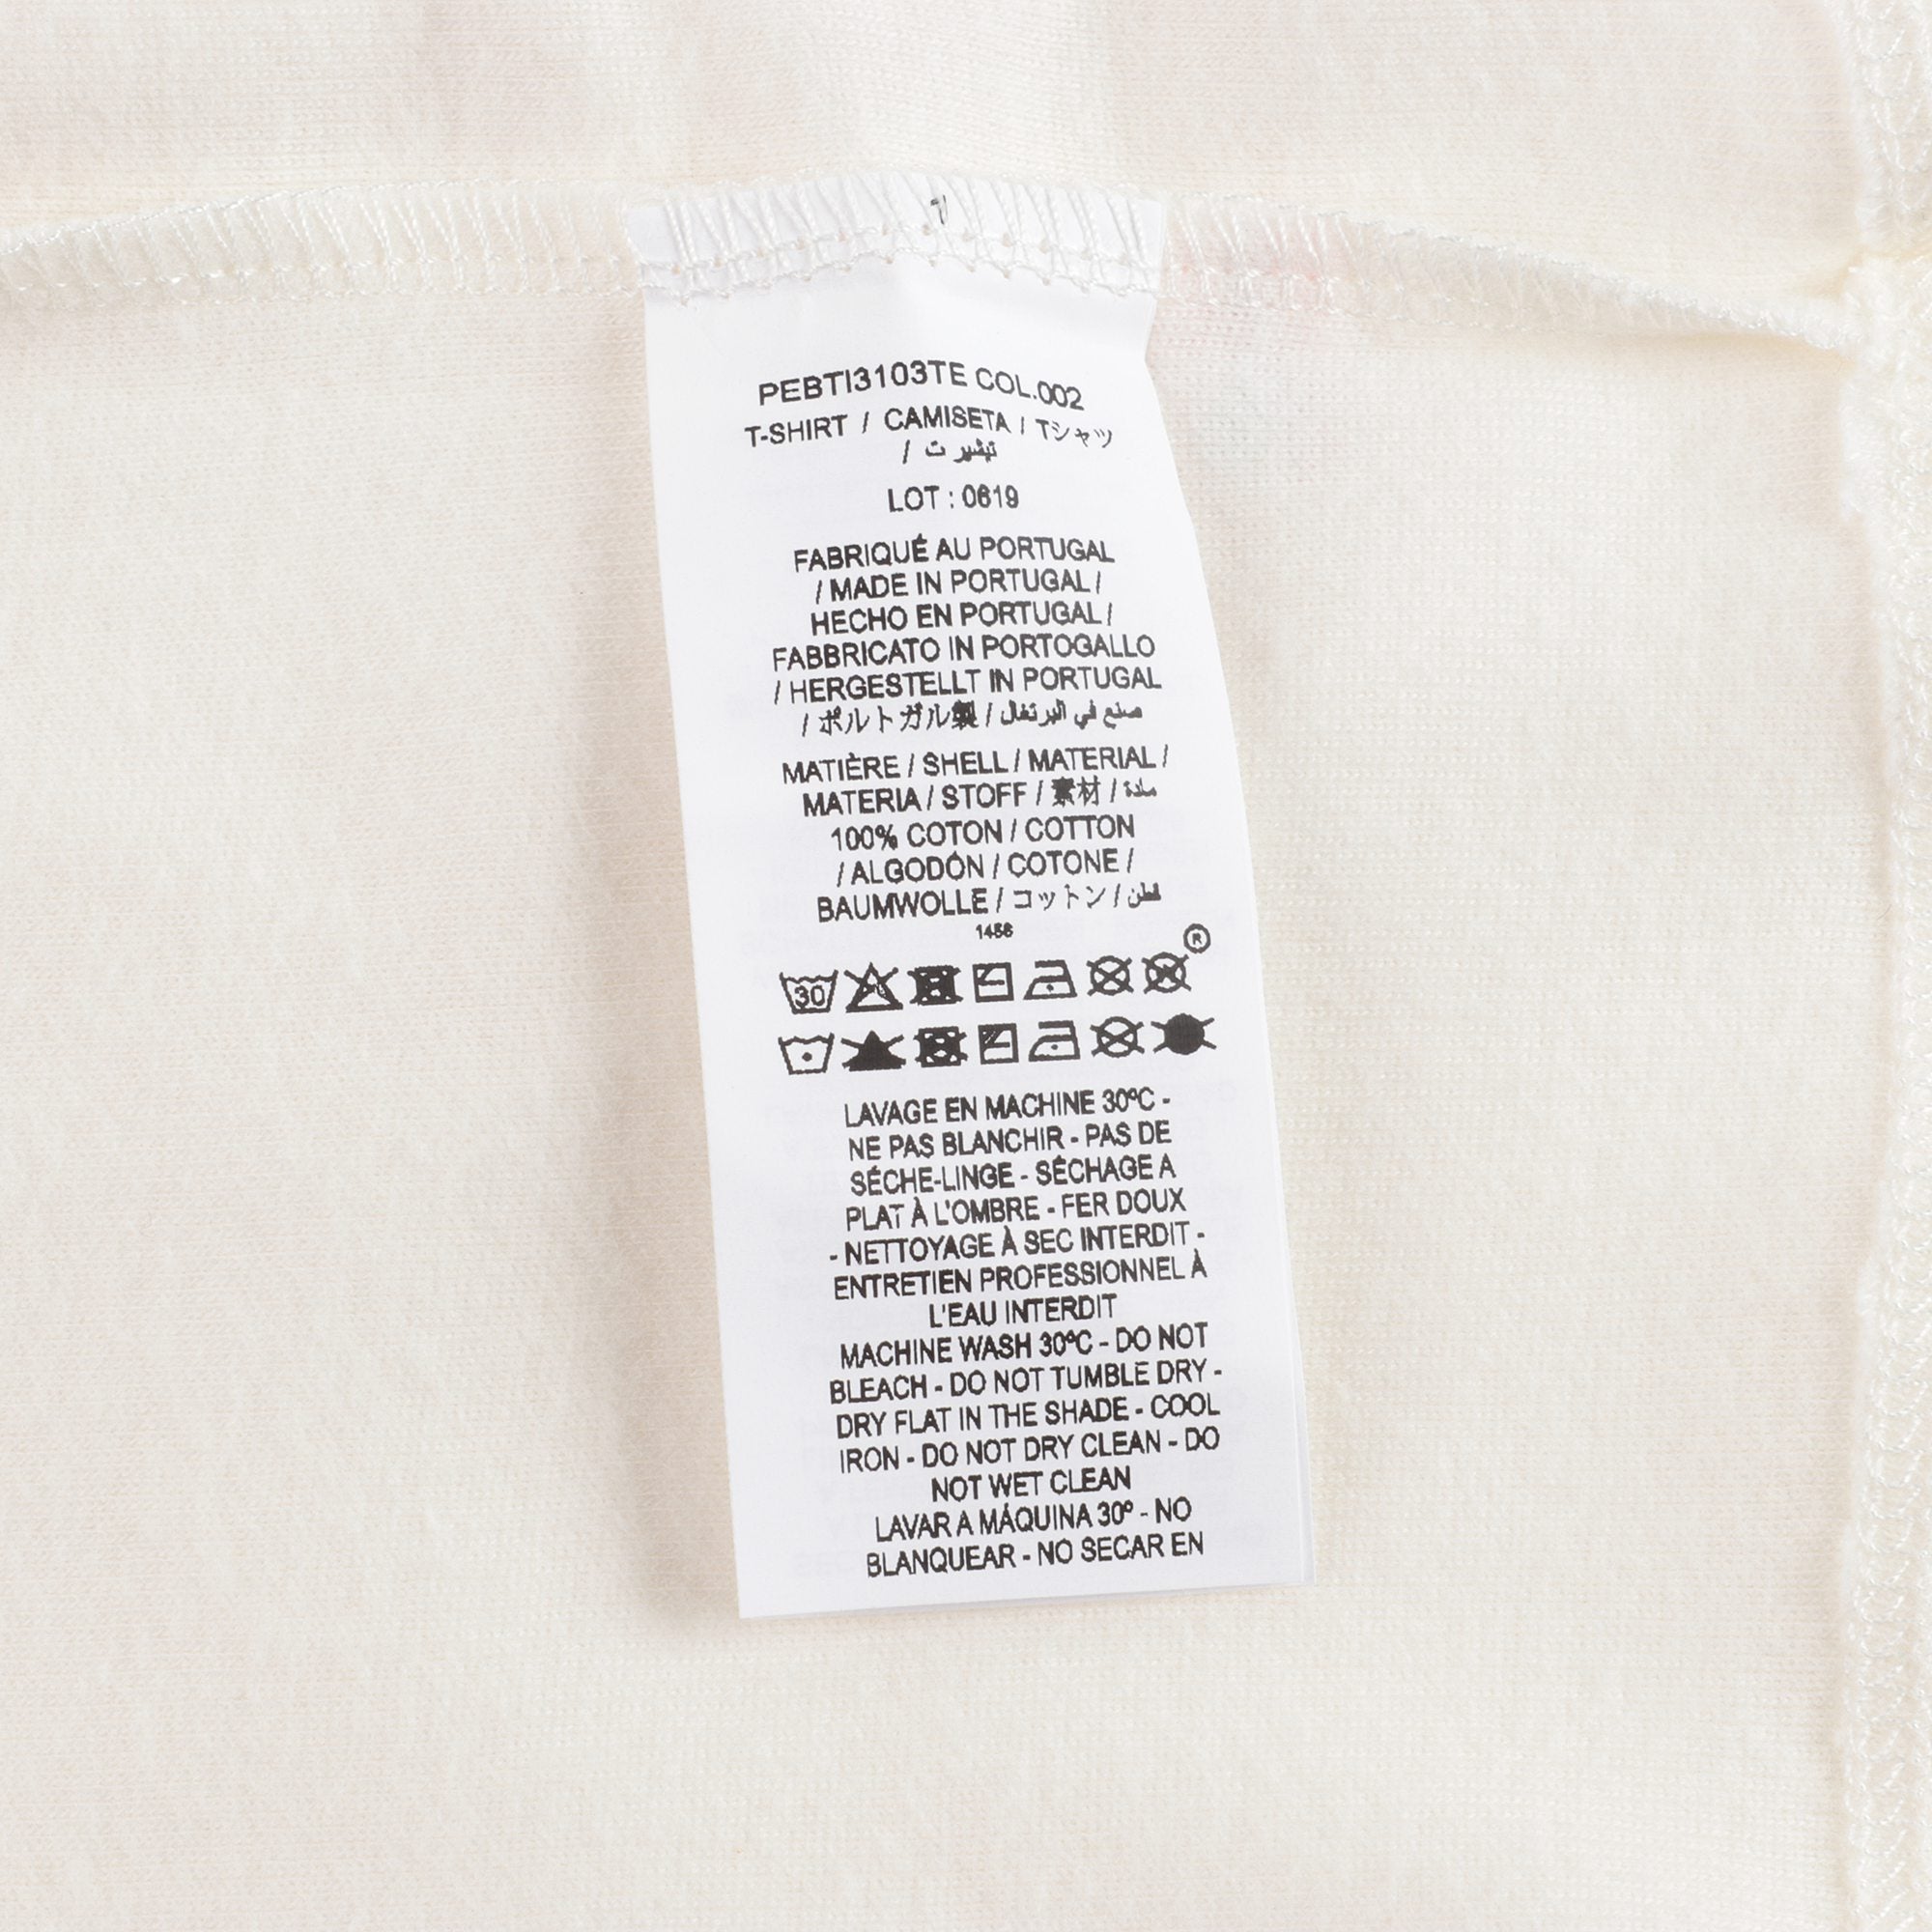 PEBTI3103TE COL.002
T-SHIRT / CAMISETA / Tシャツ
/ تيشير ت
LOT : 0619
FABRIQUÉ AU PORTUGAL
/ MADE IN PORTUGAL /
HECHO EN PORTUGAL /
FABBRICATO IN PORTOGALLO
/ HERGESTELLT IN PORTUGAL
/ ポルトガル製 / صنع في البرتغال
MATIÈRE / SHELL / MATERIAL /
MATERIA / STOFF / 素材 / مادة
100% COTON / COTTON
/ ALGODÓN / COTONE /
BAUMWOLLE / コットン / قطن
1456
®
30
LAVAGE EN MACHINE 30ºC -
NE PAS BLANCHIR - PAS DE
SÉCHE-LINGE - SÉCHAGE A
PLAT À L'OMBRE - FER DOUX
- NETTOYAGE À SEC INTERDIT -
ENTRETIEN PROFESSIONNEL À
L'EAU INTERDIT
MACHINE WASH 30ºC - DO NOT
BLEACH - DO NOT TUMBLE DRY -
DRY FLAT IN THE SHADE - COOL
IRON - DO NOT DRY CLEAN - DO
NOT WET CLEAN
LAVAR A MÁQUINA 30º - NO
BLANQUEAR - NO SECAR EN